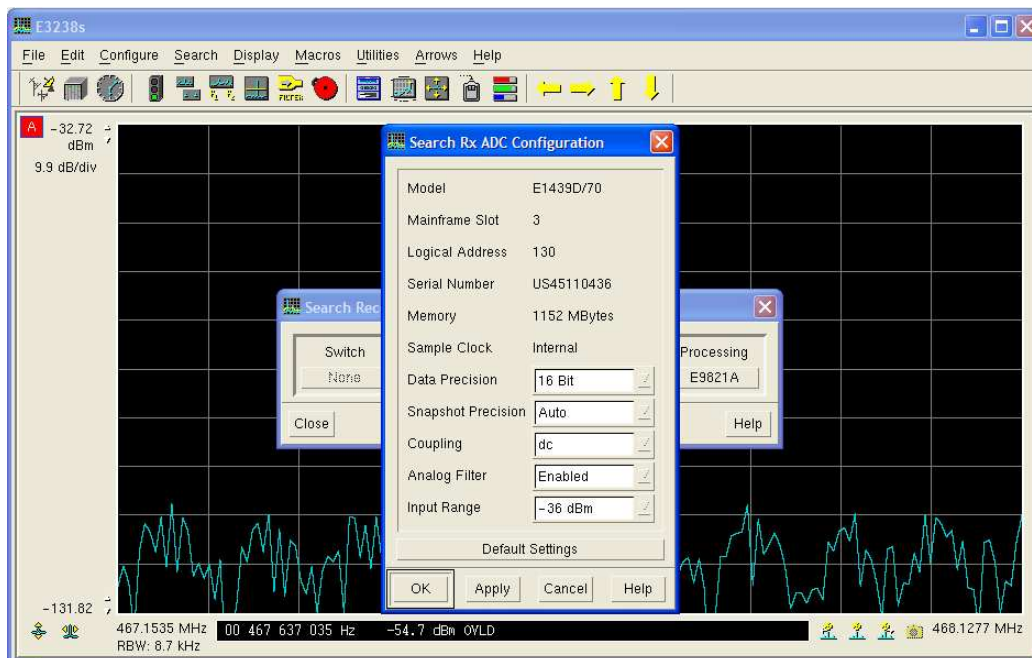 E3238s
File Edit Configure Search Display Macros Utilities Arrows Help
FILTER
A -32.72
dBm
9.9 dB/div
Search Rx ADC Configuration
Model E1439D/70
Mainframe Slot 3
Logical Address 130
Serial Number US45110436
Memory 1152 MBytes
Sample Clock Internal
Data Precision 16 Bit
Snapshot Precision Auto
Coupling dc
Analog Filter Enabled
Input Range -36 dBm
Default Settings
OK Apply Cancel Help
Search Rec
Switch
None
Processing
E9821A
Close
Help
-131.82
467.1535 MHz 00 467 637 035 Hz -54.7 dBm OVLD 468.1277 MHz
RBW: 8.7 kHz